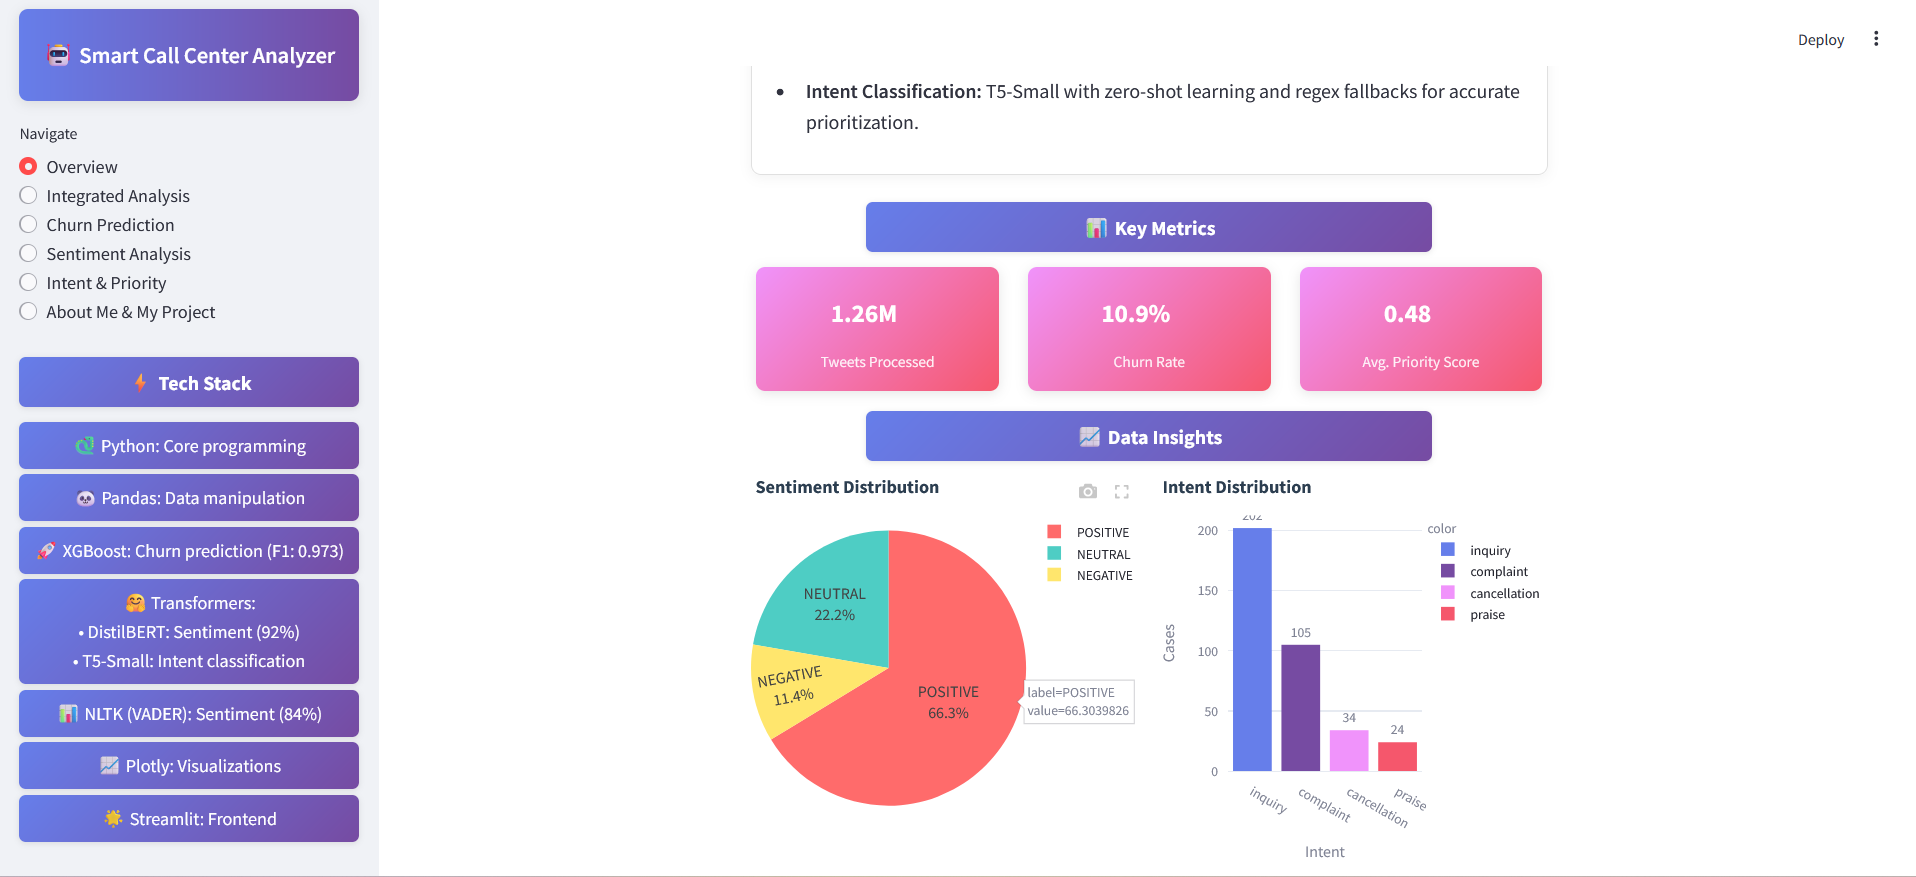 Smart Call Center Analyzer
Navigate
Overview
Integrated Analysis
Churn Prediction
Sentiment Analysis
Intent & Priority
About Me & My Project
Tech Stack
Python: Core programming
Pandas: Data manipulation
XGBoost: Churn prediction (F1: 0.973)
Transformers:
• DistilBERT: Sentiment (92%)
• T5-Small: Intent classification
NLTK (VADER): Sentiment (84%)
Plotly: Visualizations
Streamlit: Frontend
Deploy
• Intent Classification: T5-Small with zero-shot learning and regex fallbacks for accurate
prioritization.
Key Metrics
1.26M
Tweets Processed
10.9%
Churn Rate
0.48
Avg. Priority Score
Data Insights
Sentiment Distribution
POSITIVE
NEUTRAL
NEGATIVE
NEUTRAL
22.2%
NEGATIVE
11.4%
POSITIVE
66.3%
label=POSITIVE
value=66.3039826
Intent Distribution
202
200
150
100
50
0
Cases
105
34
24
inquiry
complaint
cancellation
praise
Intent
color
inquiry
complaint
cancellation
praise